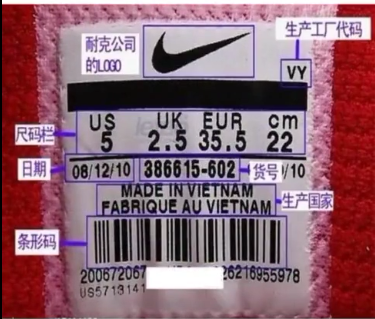 生产工厂代码
耐克公司
的LOGO
VY
US UK EUR cm
尺码栏 5 2.5 35.5 22
日期 08/12/10 386615-602 货号 /10
MADE IN VIETNAM
FABRIQUE AU VIETNAM 生产国家
条形码
20067206 26216955978
US5713141